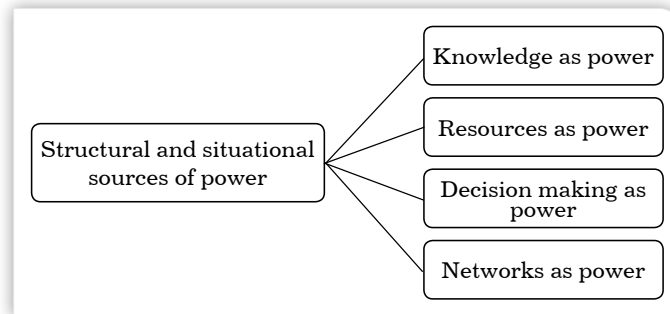 Structural and situational
sources of power
Knowledge as power
Resources as power
Decision making as
power
Networks as power